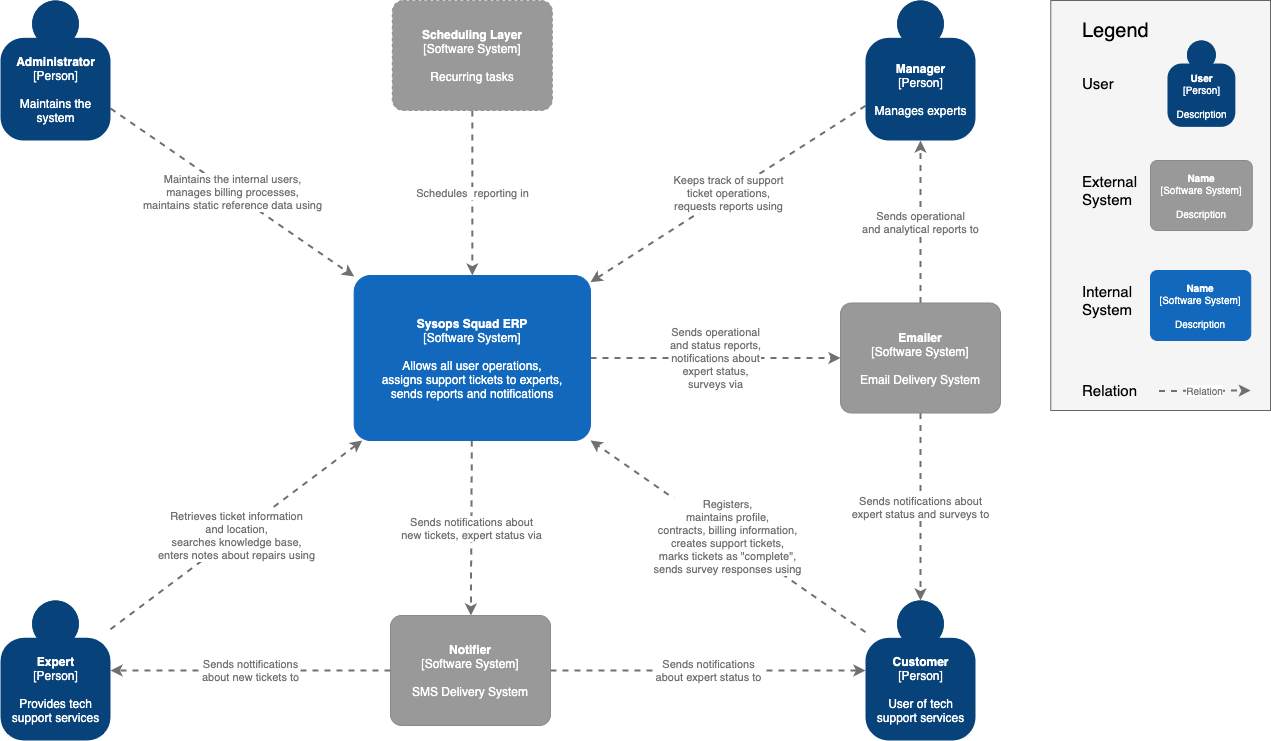 Administrator
[Person]
Maintains the
system
Scheduling Layer
[Software System]
Recurring tasks
Manager
[Person]
Manages experts
Maintains the internal users,
manages billing processes,
maintains static reference data using
Schedules reporting in
Keeps track of support
ticket operations,
requests reports using
Sends operational
and analytical reports to
Sysops Squad ERP
[Software System]
Allows all user operations,
assigns support tickets to experts,
sends reports and notifications
Sends operational
and status reports,
notifications about
expert status,
surveys via
Emailer
[Software System]
Email Delivery System
Retrieves ticket information
and location,
searches knowledge base,
enters notes about repairs using
Sends notifications about
new tickets, expert status via
Registers,
maintains profile,
contracts, billing information,
creates support tickets,
marks tickets as "complete",
sends survey responses using
Sends notifications about
expert status and surveys to
Expert
[Person]
Provides tech
support services
Sends nottifications
about new tickets to
Notifier
[Software System]
SMS Delivery System
Sends notifications
about expert status to
Customer
[Person]
User of tech
support services
Legend
User
User
[Person]
Description
External
System
Name
[Software System]
Description
Internal
System
Name
[Software System]
Description
Relation
Relation